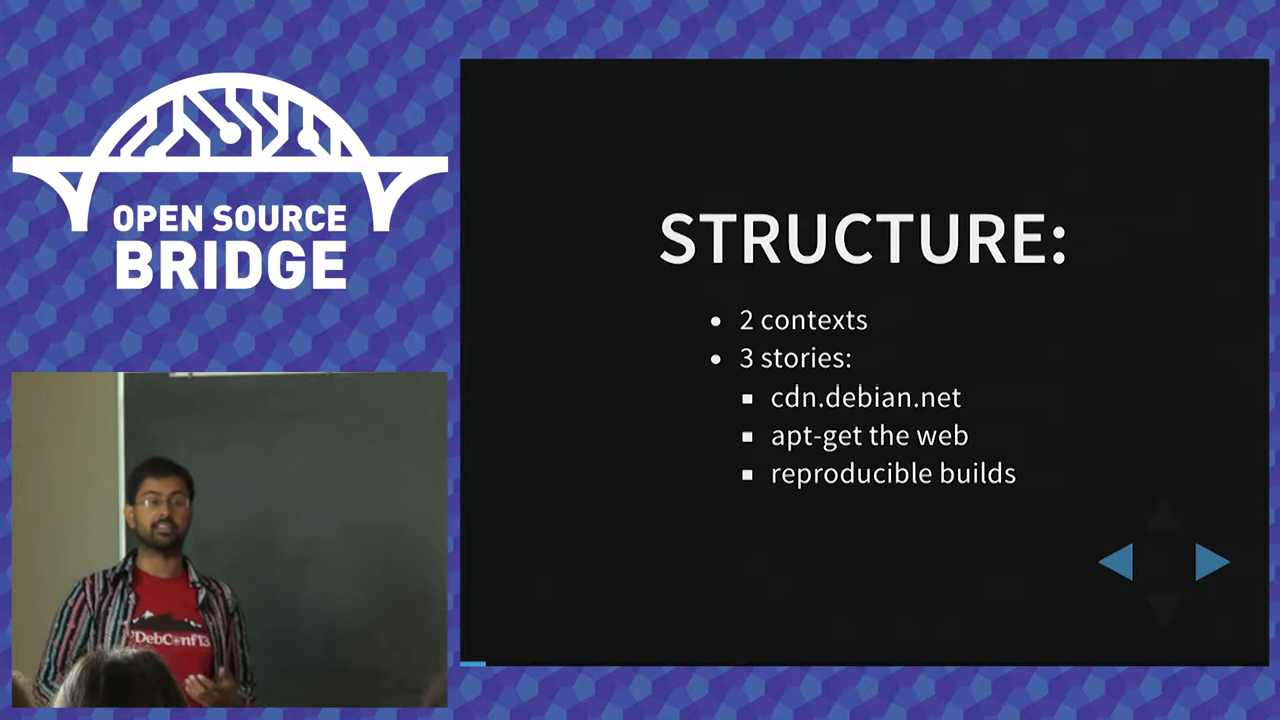 OPEN SOURCE
BRIDGE
STRUCTURE:
2 contexts
3 stories:
cdn.debian.net
apt-get the web
reproducible builds
DebConf13